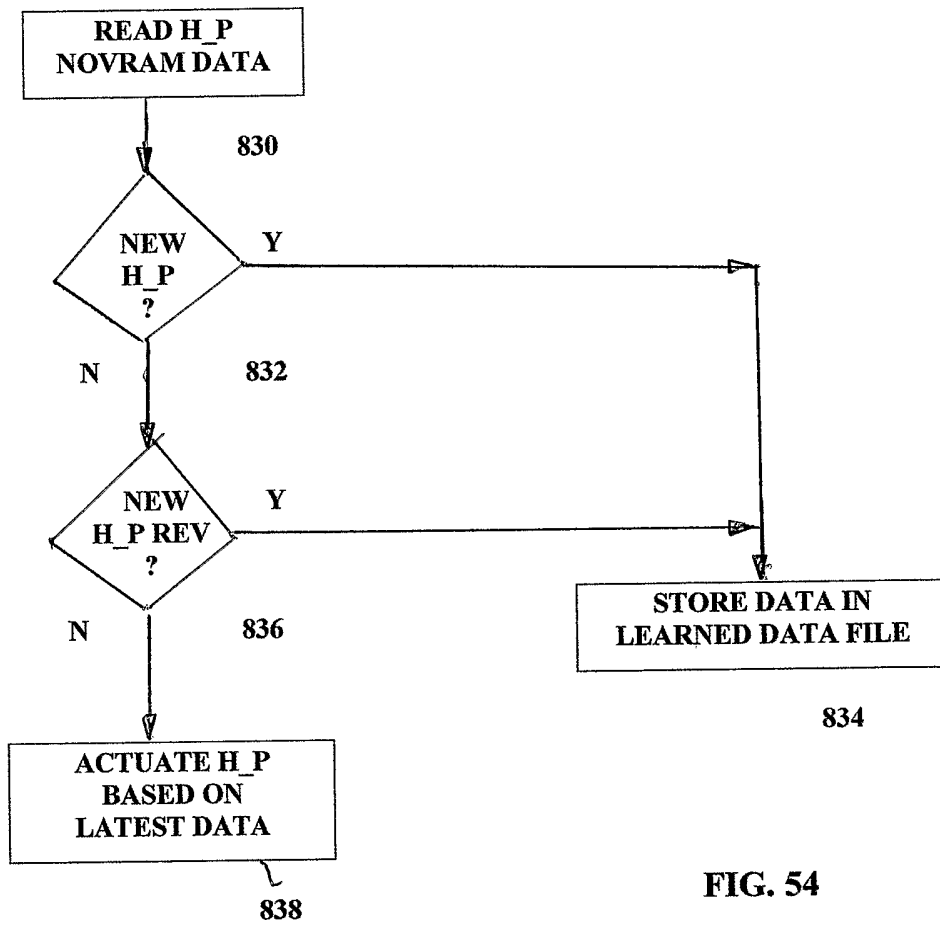 READ H_P
NOVRAM DATA
830
NEW
H_P
?
Y
N
832
NEW
H_P REV
?
Y
N
836
STORE DATA IN
LEARNED DATA FILE
834
ACTUATE H_P
BASED ON
LATEST DATA
838
FIG. 54